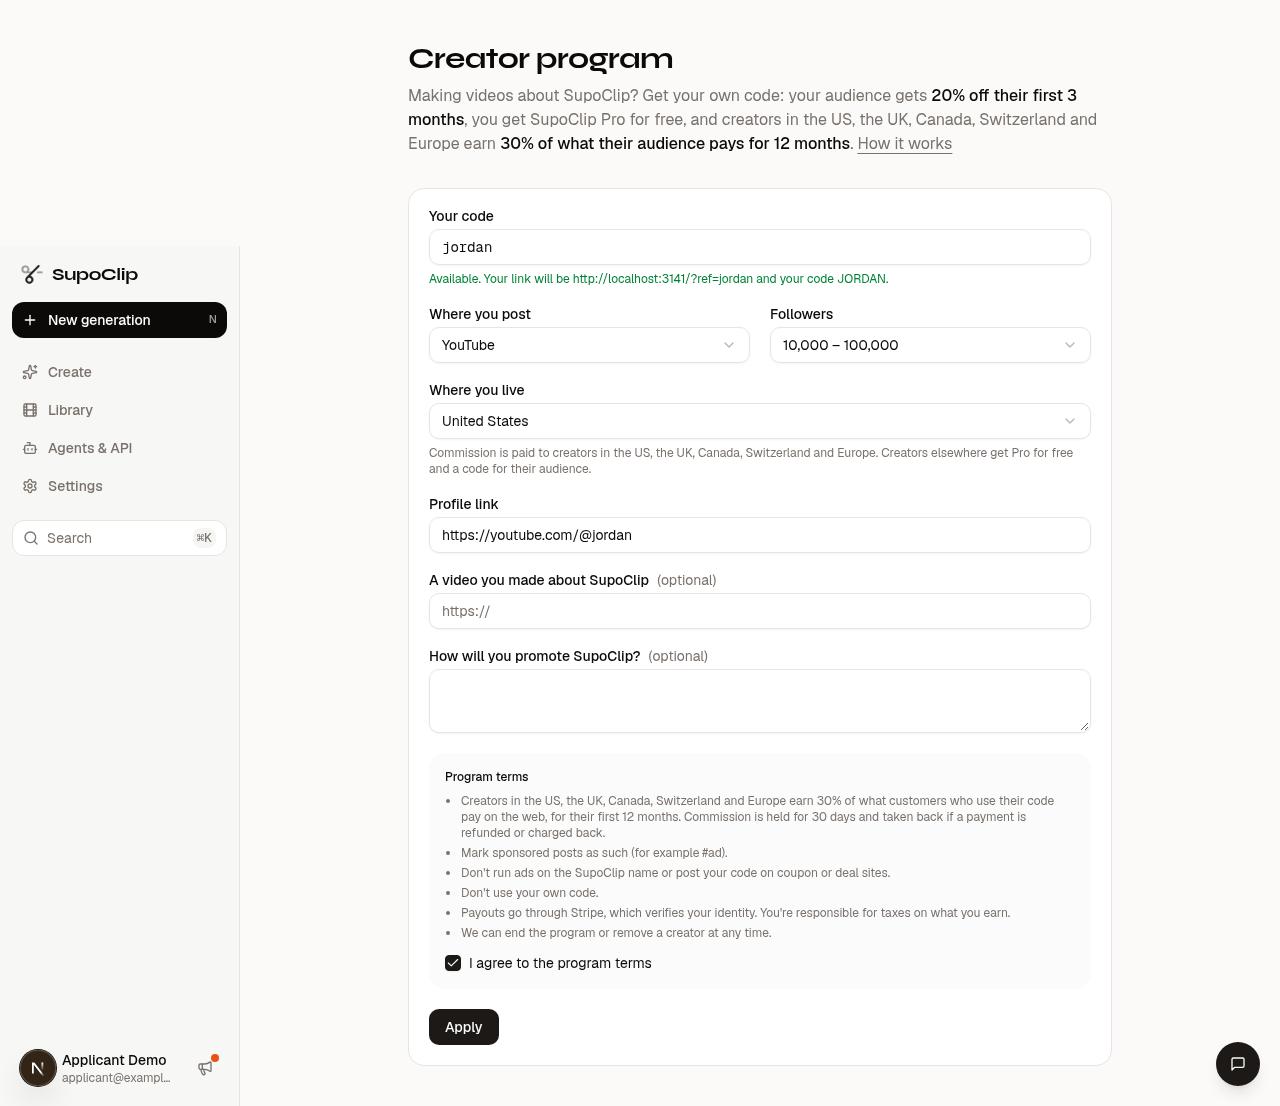 Creator program
Making videos about SupoClip? Get your own code: your audience gets 20% off their first 3
months, you get SupoClip Pro for free, and creators in the US, the UK, Canada, Switzerland and
Europe earn 30% of what their audience pays for 12 months. How it works
SupoClip
New generation N
Create
Library
Agents & API
Settings
Search ⌘K
Applicant Demo
applicant@exampl...
N
Your code
jordan
Available. Your link will be http://localhost:3141/?ref=jordan and your code JORDAN.
Where you post
YouTube
Followers
10,000 – 100,000
Where you live
United States
Commission is paid to creators in the US, the UK, Canada, Switzerland and Europe. Creators elsewhere get Pro for free
and a code for their audience.
Profile link
https://youtube.com/@jordan
A video you made about SupoClip (optional)
https://
How will you promote SupoClip? (optional)
Program terms
• Creators in the US, the UK, Canada, Switzerland and Europe earn 30% of what customers who use their code
pay on the web, for their first 12 months. Commission is held for 30 days and taken back if a payment is
refunded or charged back.
• Mark sponsored posts as such (for example #ad).
• Don't run ads on the SupoClip name or post your code on coupon or deal sites.
• Don't use your own code.
• Payouts go through Stripe, which verifies your identity. You're responsible for taxes on what you earn.
• We can end the program or remove a creator at any time.
I agree to the program terms
Apply